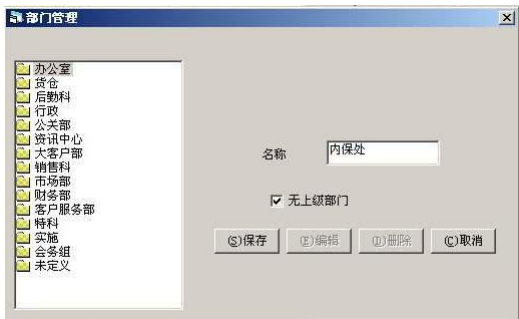 部门管理
办公室
货仓
后勤科
行政
公关部
资讯中心
大客户部
销售科
市场部
财务部
客户服务部
特科
实施
会务组
未定义
名称
内保处
无上级部门
(S)保存
(E)编辑
(D)删除
(C)取消